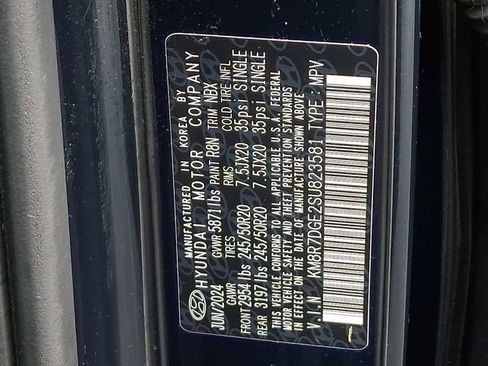 MANUFACTURED IN KOREA BY
HYUNDAI MOTOR COMPANY
JUN/2024 GVWR 5871lbs PAINT R8N TRIM NBX
GAWR TIRES RIMS COLD TIRE INFL
FRONT 2954 lbs 245/50R20 7.5JX20 35psi SINGLE
REAR 3197 lbs 245/50R20 7.5JX20 35psi SINGLE
THIS VEHICLE CONFORMS TO ALL APPLICABLE U.S.A. FEDERAL
MOTOR VEHICLE SAFETY AND THEFT PREVENTION STANDARDS
IN EFFECT ON THE DATE OF MANUFACTURE SHOWN ABOVE
V.I.N : KM8R7DGE2SU823581 TYPE : MPV